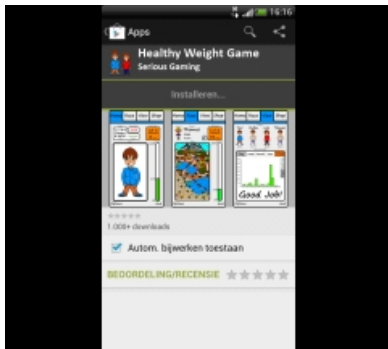 16:16
Apps
Healthy Weight Game
Serious Gaming
Installeren...
Good Job!
1.000+ downloads
Autom. bijwerken toestaan
BEOORDELING/RECENSIE